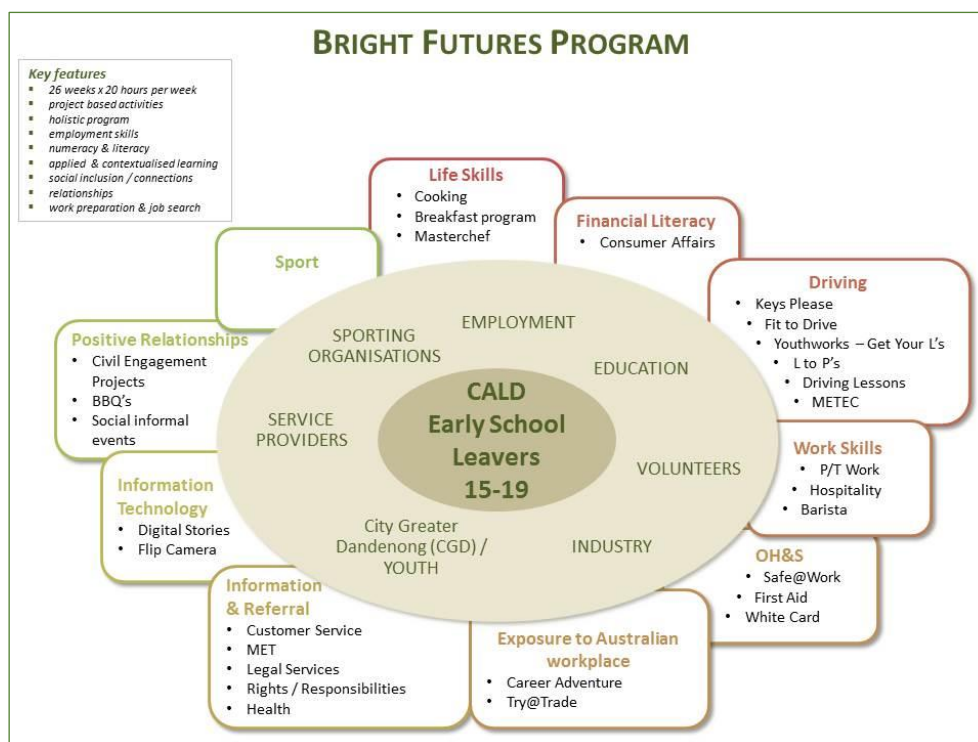 BRIGHT FUTURES PROGRAM
Key features
▪ 26 weeks x 20 hours per week
▪ project based activities
▪ holistic program
▪ employment skills
▪ numeracy & literacy
▪ applied & contextualised learning
▪ social inclusion / connections
▪ relationships
▪ work preparation & job search
Life Skills
• Cooking
• Breakfast program
• Masterchef
Financial Literacy
• Consumer Affairs
Driving
• Keys Please
• Fit to Drive
• Youthworks – Get Your L's
• L to P's
• Driving Lessons
• METEC
Work Skills
• P/T Work
• Hospitality
• Barista
OH&S
• Safe@Work
• First Aid
• White Card
Exposure to Australian
workplace
• Career Adventure
• Try@Trade
Information
& Referral
• Customer Service
• MET
• Legal Services
• Rights / Responsibilities
• Health
Information
Technology
• Digital Stories
• Flip Camera
Positive Relationships
• Civil Engagement
Projects
• BBQ's
• Social informal
events
Sport
SPORTING
ORGANISATIONS
EMPLOYMENT
EDUCATION
VOLUNTEERS
INDUSTRY
City Greater
Dandenong (CGD) /
YOUTH
SERVICE
PROVIDERS
CALD
Early School
Leavers
15-19